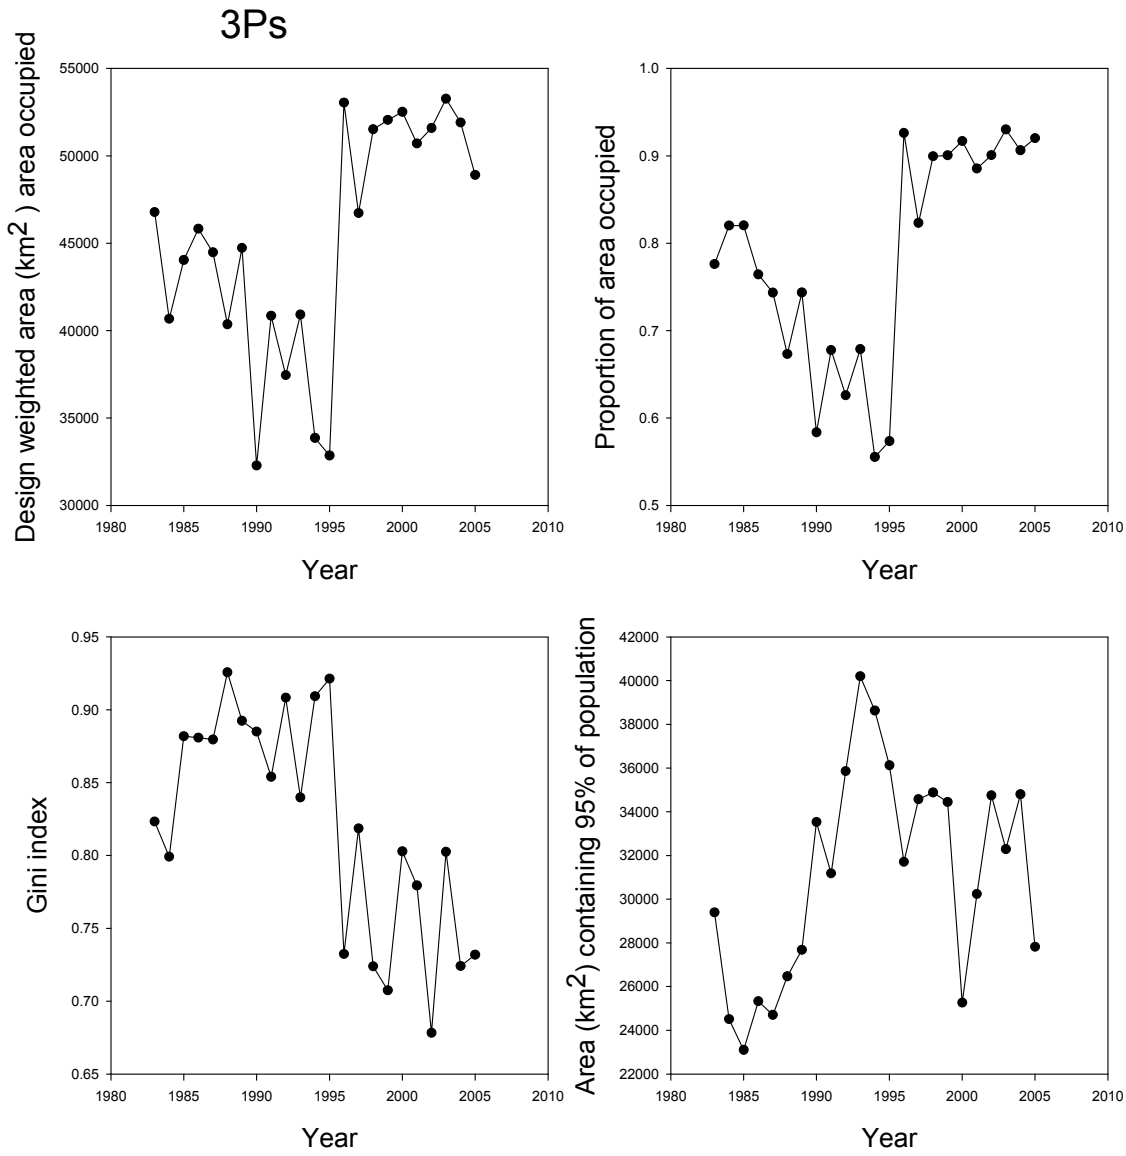 3Ps
Design weighted area (km2 ) area occupied
55000
50000
45000
40000
35000
30000
1980 1985 1990 1995 2000 2005 2010
Year
Proportion of area occupied
1.0
0.9
0.8
0.7
0.6
0.5
1980 1985 1990 1995 2000 2005 2010
Year
Gini index
0.95
0.90
0.85
0.80
0.75
0.70
0.65
1980 1985 1990 1995 2000 2005 2010
Year
Area (km2) containing 95% of population
42000
40000
38000
36000
34000
32000
30000
28000
26000
24000
22000
1980 1985 1990 1995 2000 2005 2010
Year